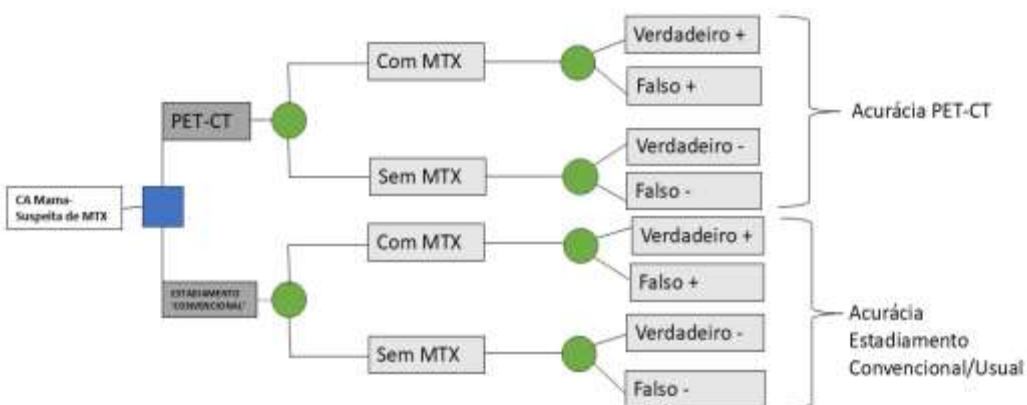 CA Mama-
Suspeita de MTX
PET-CT
Com MTX
Verdadeiro +
Falso +
Sem MTX
Verdadeiro -
Falso -
Acurácia PET-CT
ESTADIAMENTO
'CONVENCIONAL'
Com MTX
Verdadeiro +
Falso +
Sem MTX
Verdadeiro -
Falso -
Acurácia
Estadiamento
Convencional/Usual